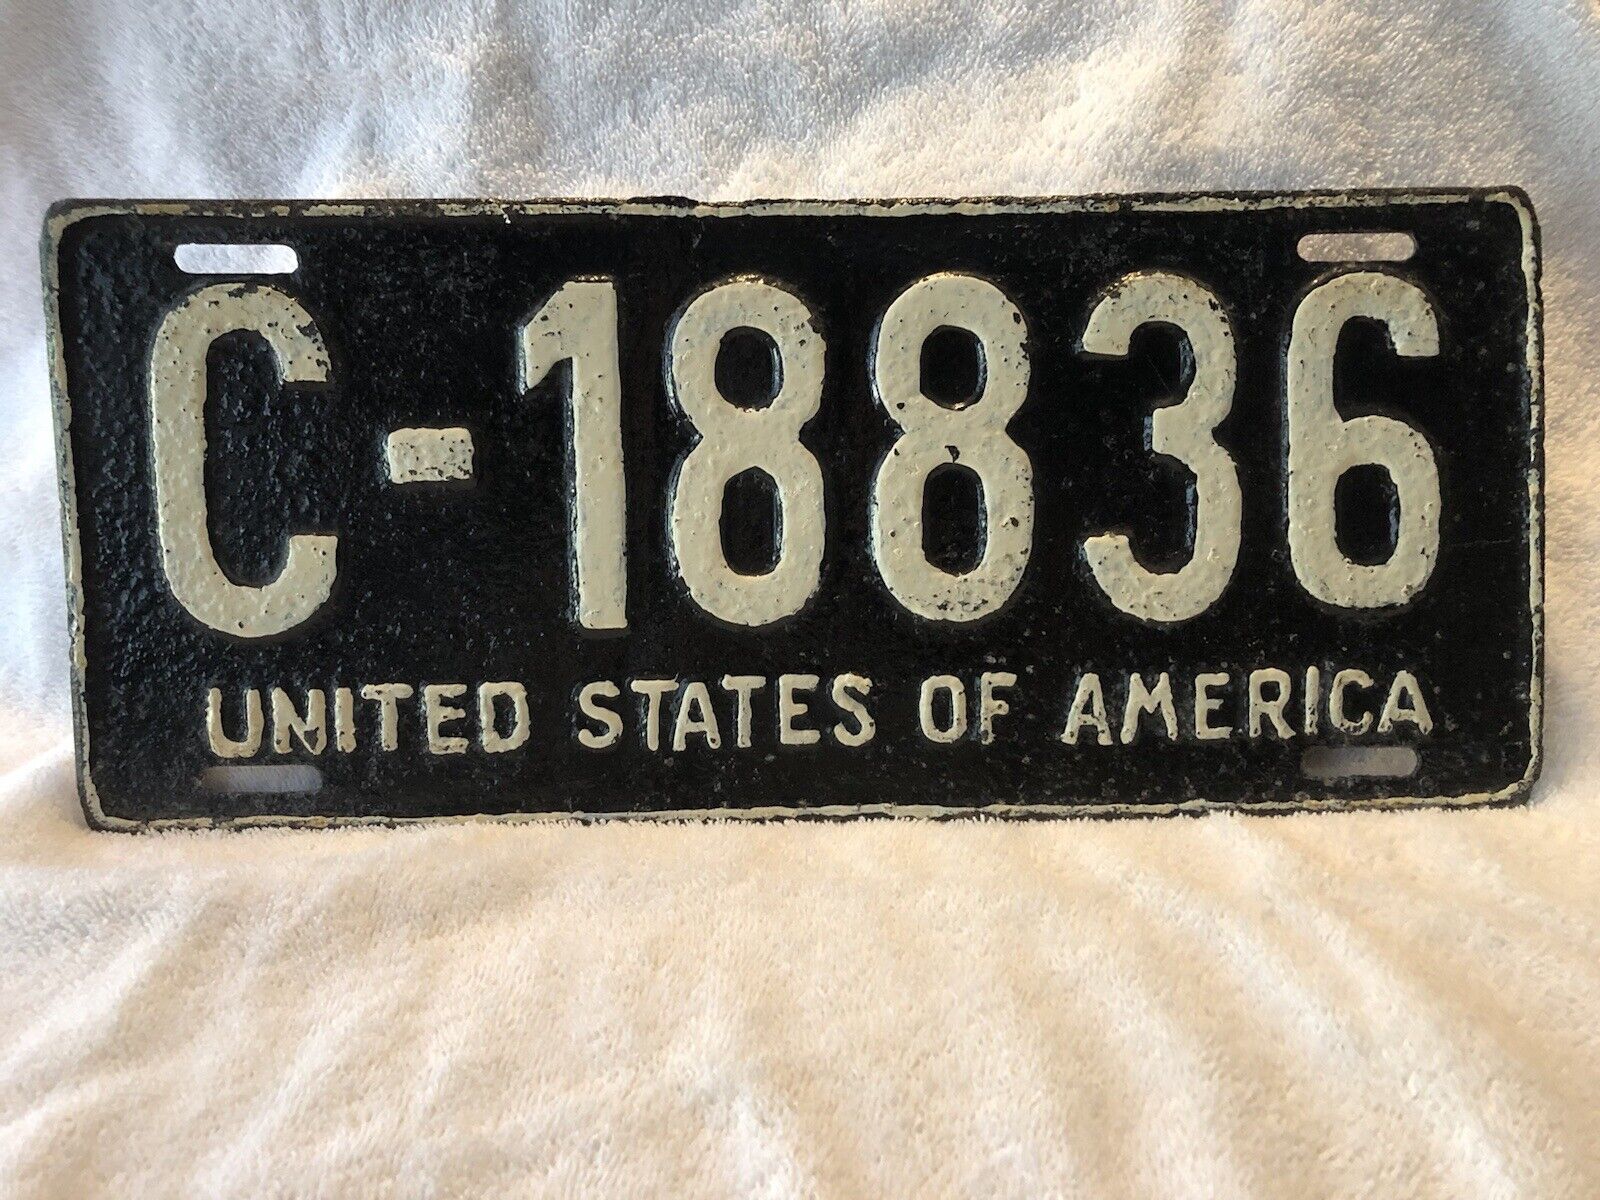 C-18836
UNITED STATES OF AMERICA